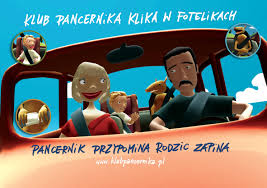 KLUB PANCERNIKA KLIKA W FOTELIKACH
PANCERNIK PRZYPOMINA RODZIC ZAPINA
www.klubpancernika.pl